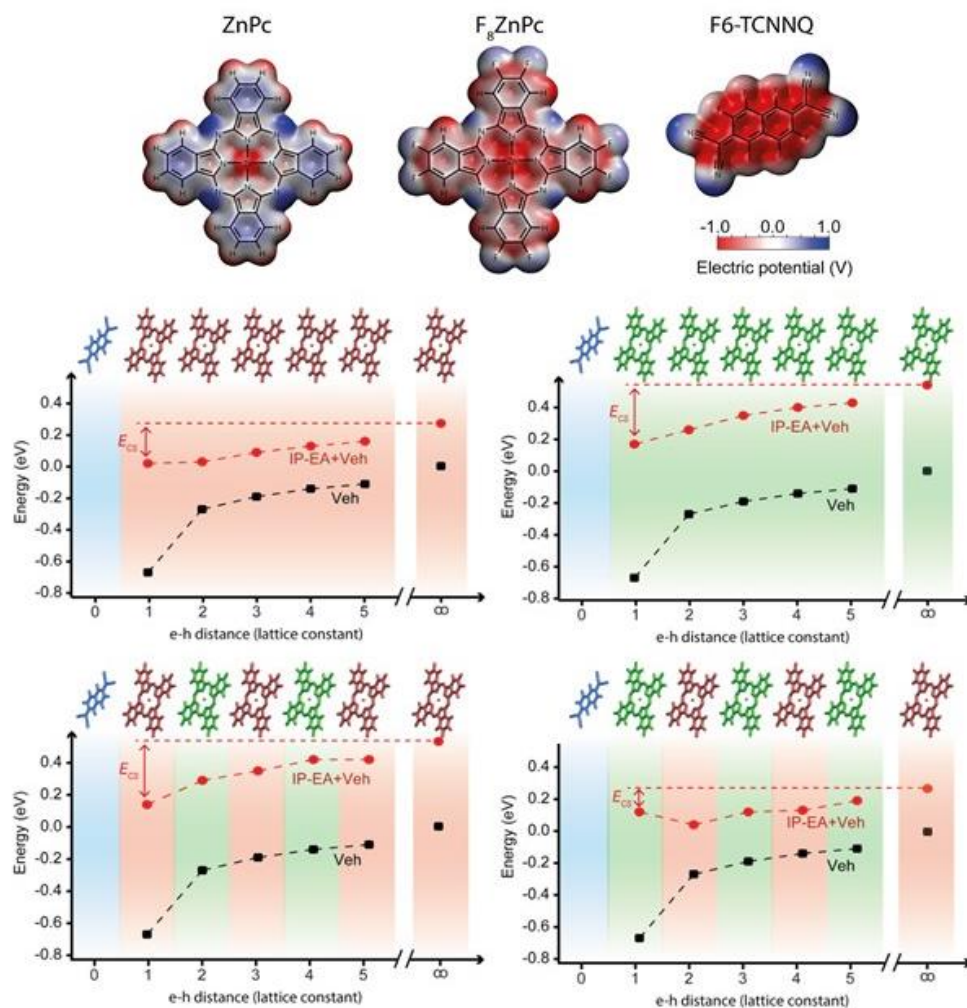 ZnPc
F₈ZnPc
F6-TCNNQ
-1.0 0.0 1.0
Electric potential (V)
Energy (eV)
0.4
0.2
0.0
-0.2
-0.4
-0.6
-0.8
E_CS
IP-EA+Veh
Veh
0 1 2 3 4 5 ∞
e-h distance (lattice constant)
Energy (eV)
0.4
0.2
0.0
-0.2
-0.4
-0.6
-0.8
E_CS
IP-EA+Veh
Veh
0 1 2 3 4 5 ∞
e-h distance (lattice constant)
Energy (eV)
0.4
0.2
0.0
-0.2
-0.4
-0.6
-0.8
E_CS
IP-EA+Veh
Veh
0 1 2 3 4 5 ∞
e-h distance (lattice constant)
Energy (eV)
0.4
0.2
0.0
-0.2
-0.4
-0.6
-0.8
E_CS
IP-EA+Veh
Veh
0 1 2 3 4 5 ∞
e-h distance (lattice constant)